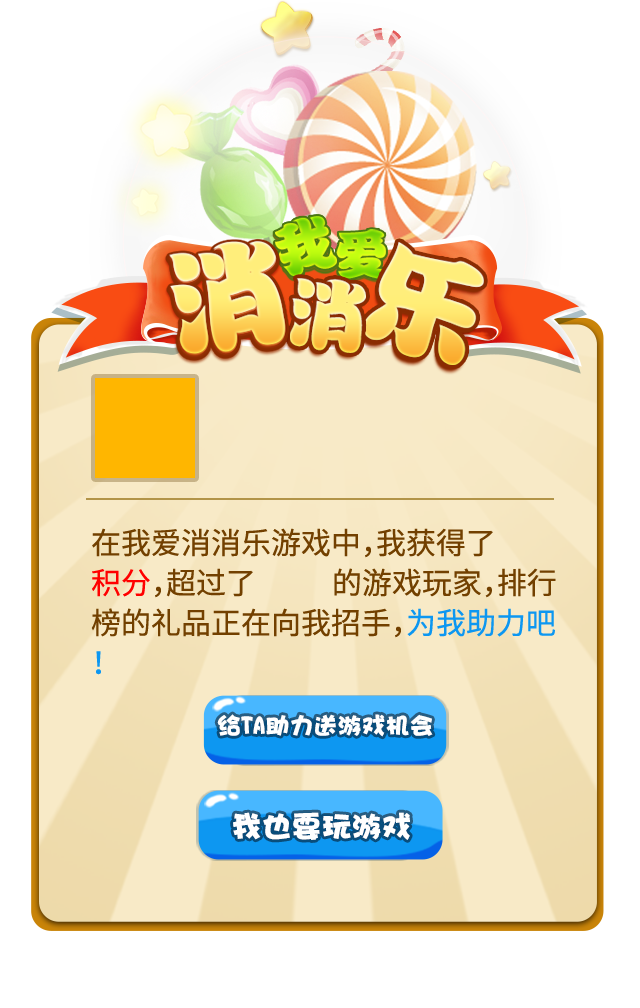 我爱
消消乐
在我爱消消乐游戏中，我获得了
积分，超过了 的游戏玩家，排行
榜的礼品正在向我招手，为我助力吧
！
给TA助力送游戏机会
我也要玩游戏